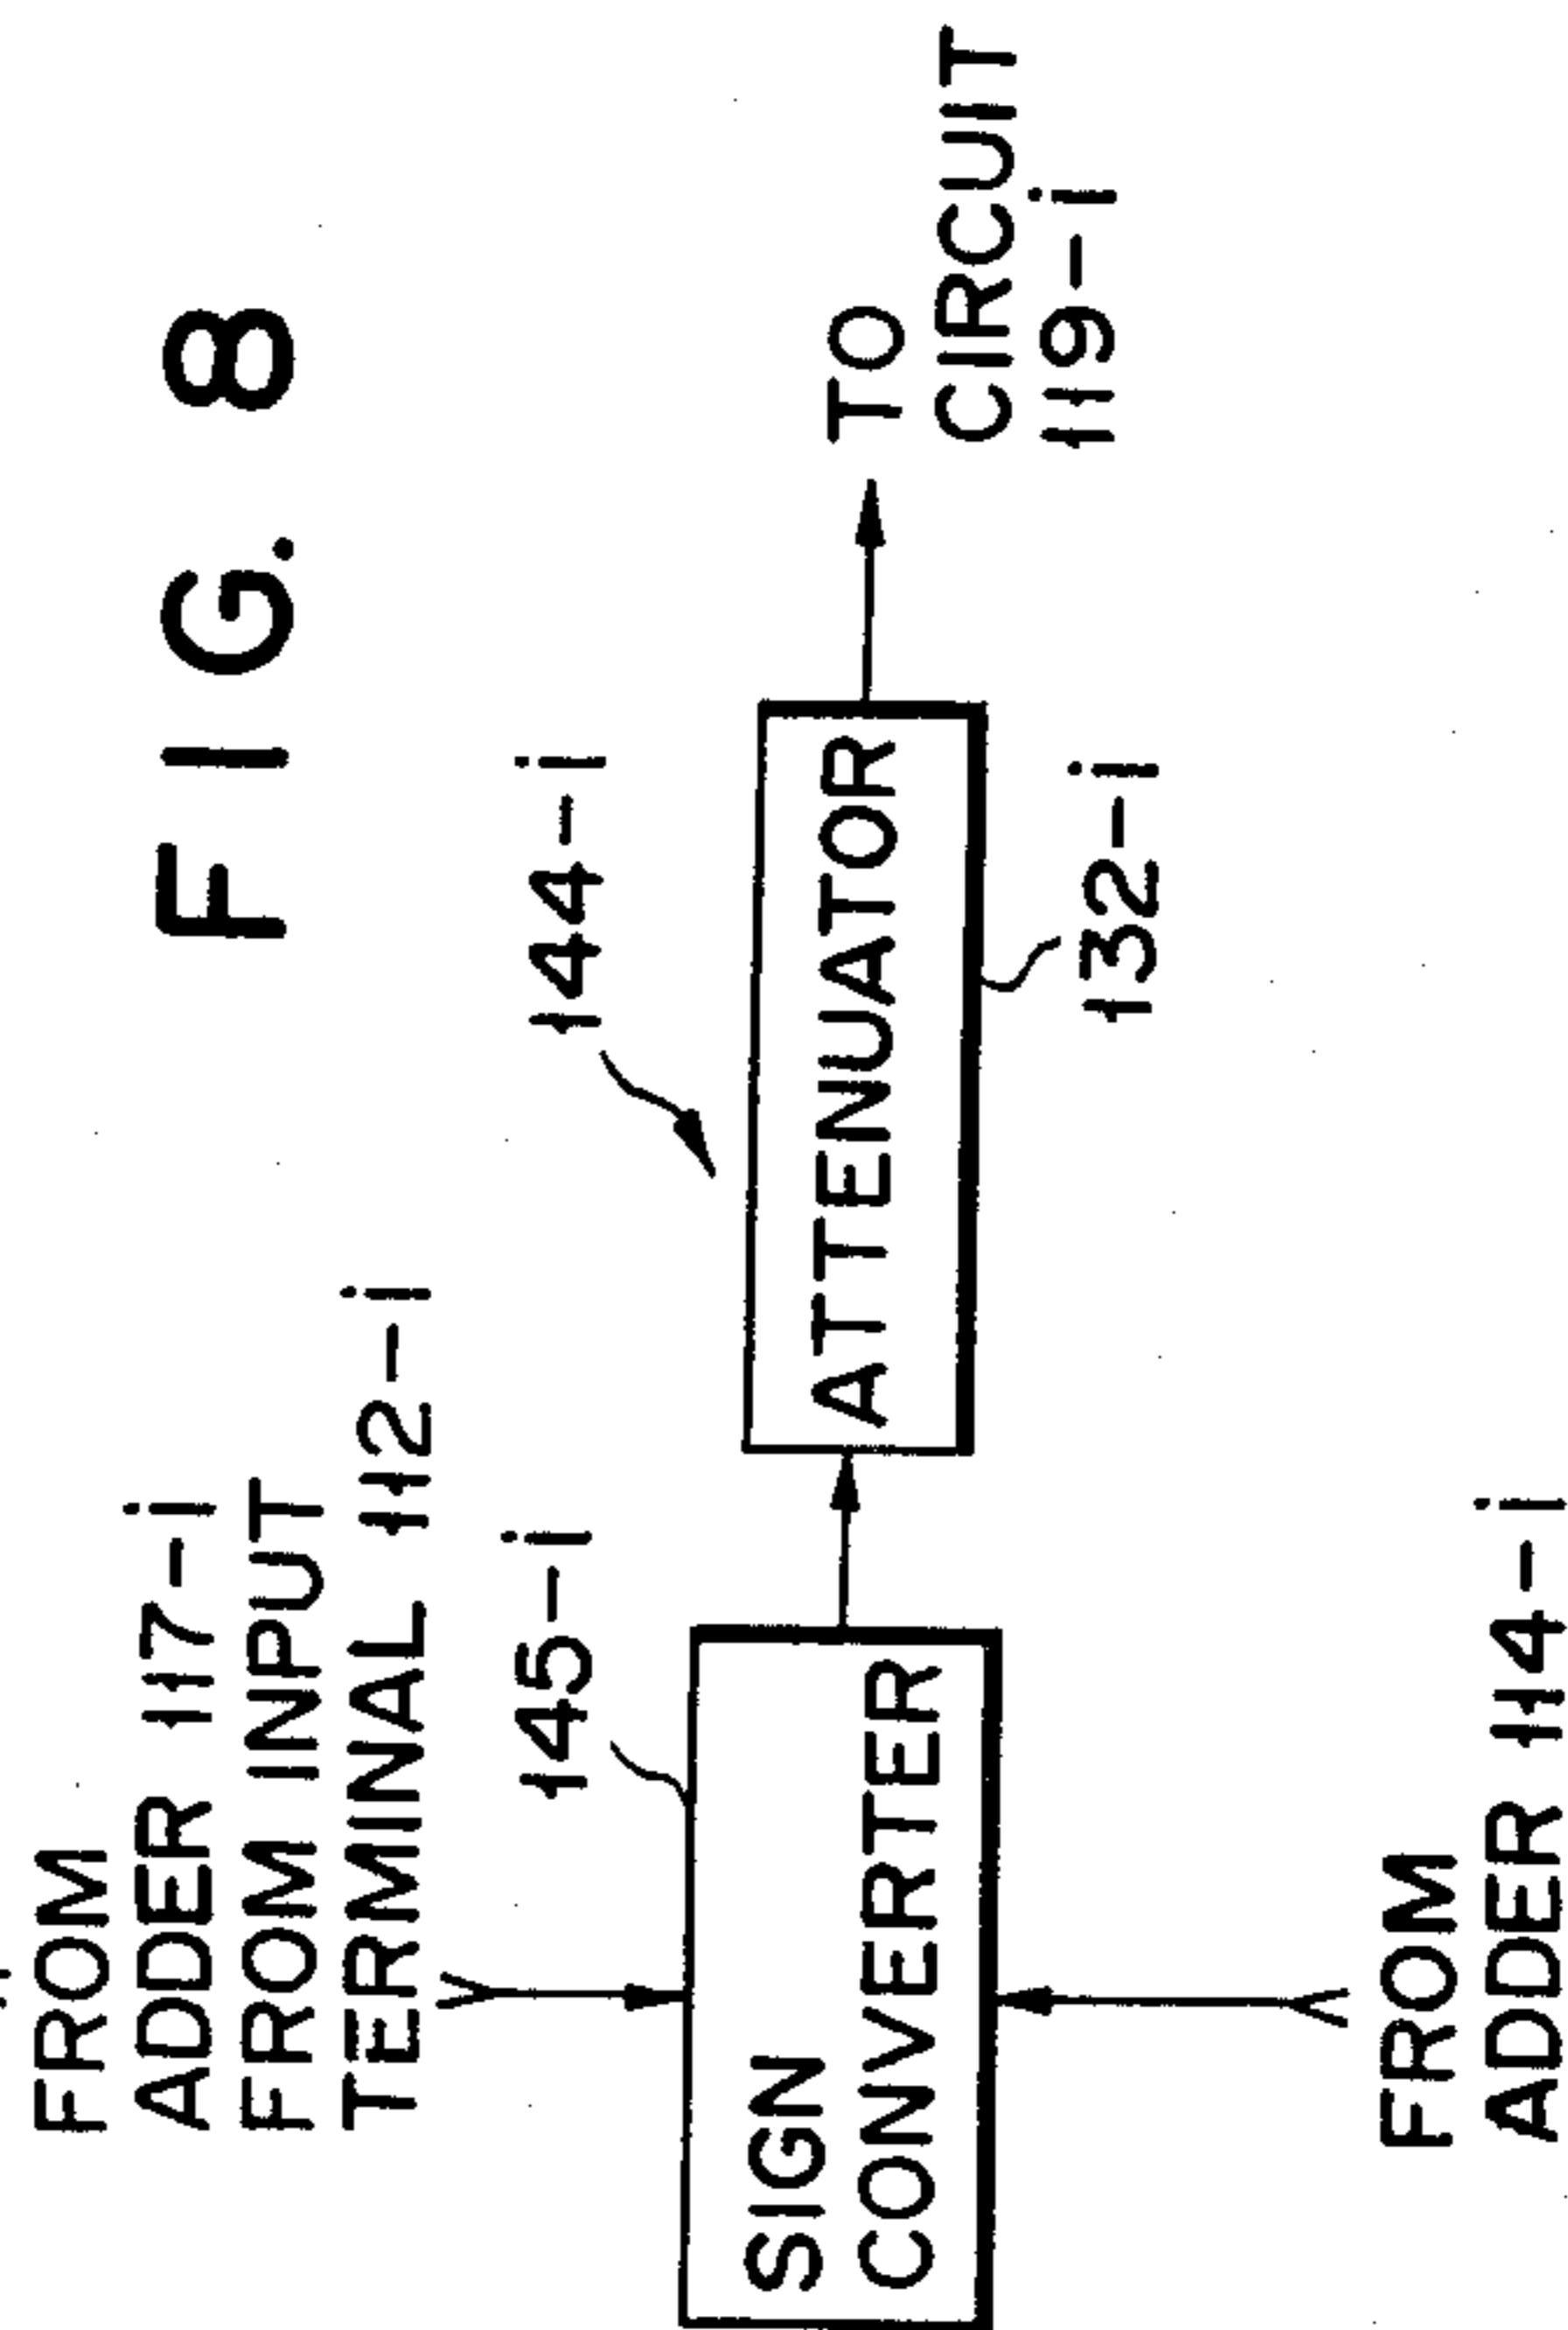 FIG. 8
FROM
ADDER 117-i
FROM INPUT
TERMINAL 112-i
145-i
144-i
SIGN
CONVERTER
ATTENUATOR
TO
CIRCUIT
119-i
132-i
FROM
ADDER 114-i